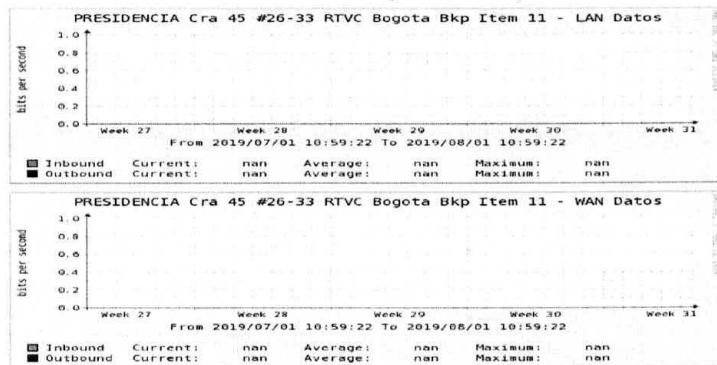 PRESIDENCIA Cra 45 #26-33 RTVC Bogota Bkp Item 11 - LAN Datos
bits per second
1.0
0.8
0.6
0.4
0.2
0.0
Week 27 Week 28 Week 29 Week 30 Week 31
From 2019/07/01 10:59:22 To 2019/08/01 10:59:22
Inbound Current: nan Average: nan Maximum: nan
Outbound Current: nan Average: nan Maximum: nan
PRESIDENCIA Cra 45 #26-33 RTVC Bogota Bkp Item 11 - WAN Datos
bits per second
1.0
0.8
0.6
0.4
0.2
0.0
Week 27 Week 28 Week 29 Week 30 Week 31
From 2019/07/01 10:59:22 To 2019/08/01 10:59:22
Inbound Current: nan Average: nan Maximum: nan
Outbound Current: nan Average: nan Maximum: nan